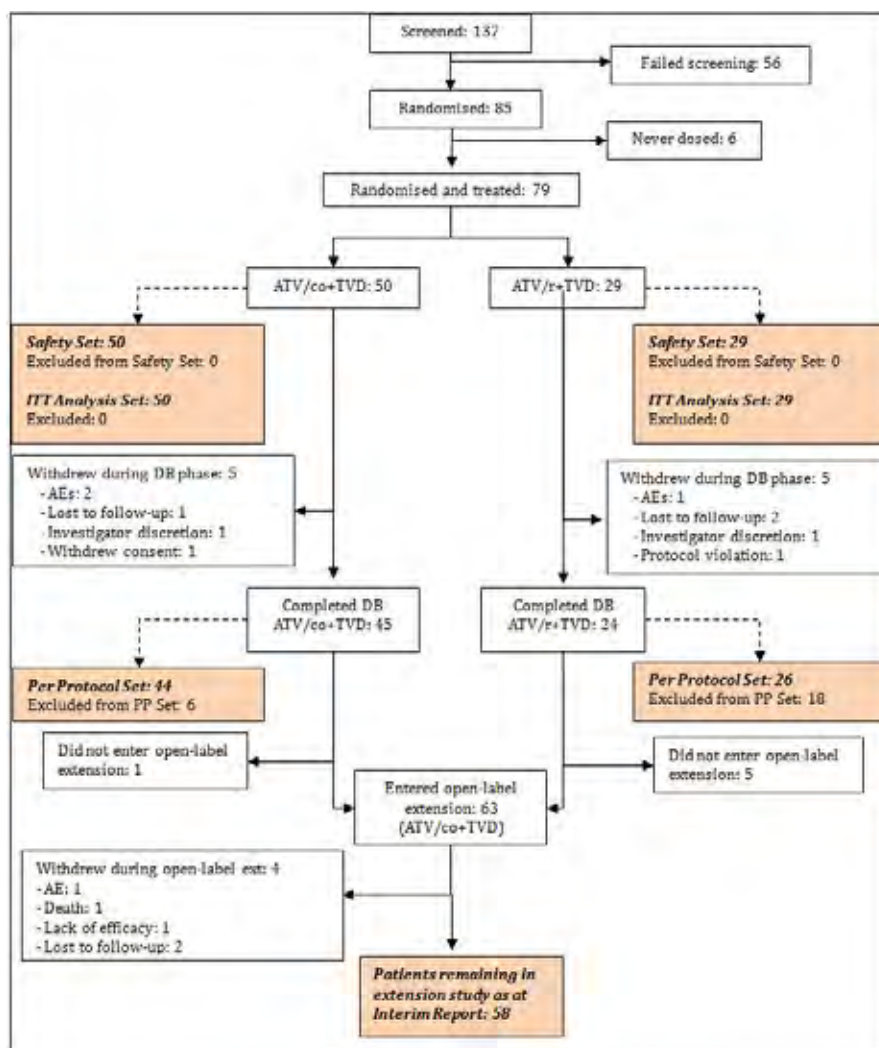 Screened: 137
Failed screening: 56
Randomised: 85
Never dosed: 6
Randomised and treated: 79
ATV/co+TVD: 50
ATV/r+TVD: 29
Safety Set: 50
Excluded from Safety Set: 0
ITT Analysis Set: 50
Excluded: 0
Safety Set: 29
Excluded from Safety Set: 0
ITT Analysis Set: 29
Excluded: 0
Withdrew during DB phase: 5
- AEs: 2
- Lost to follow-up: 1
- Investigator discretion: 1
- Withdrew consent: 1
Withdrew during DB phase: 5
- AEs: 1
- Lost to follow-up: 2
- Investigator discretion: 1
- Protocol violation: 1
Completed DB
ATV/co+TVD: 45
Completed DB
ATV/r+TVD: 24
Per Protocol Set: 44
Excluded from PP Set: 6
Per Protocol Set: 26
Excluded from PP Set: 18
Did not enter open-label
extension: 1
Did not enter open-label
extension: 5
Entered open-label
extension: 63
(ATV/co+TVD)
Withdrew during open-label ext: 4
- AE: 1
- Death: 1
- Lack of efficacy: 1
- Lost to follow-up: 2
Patients remaining in
extension study as at
Interim Report: 58